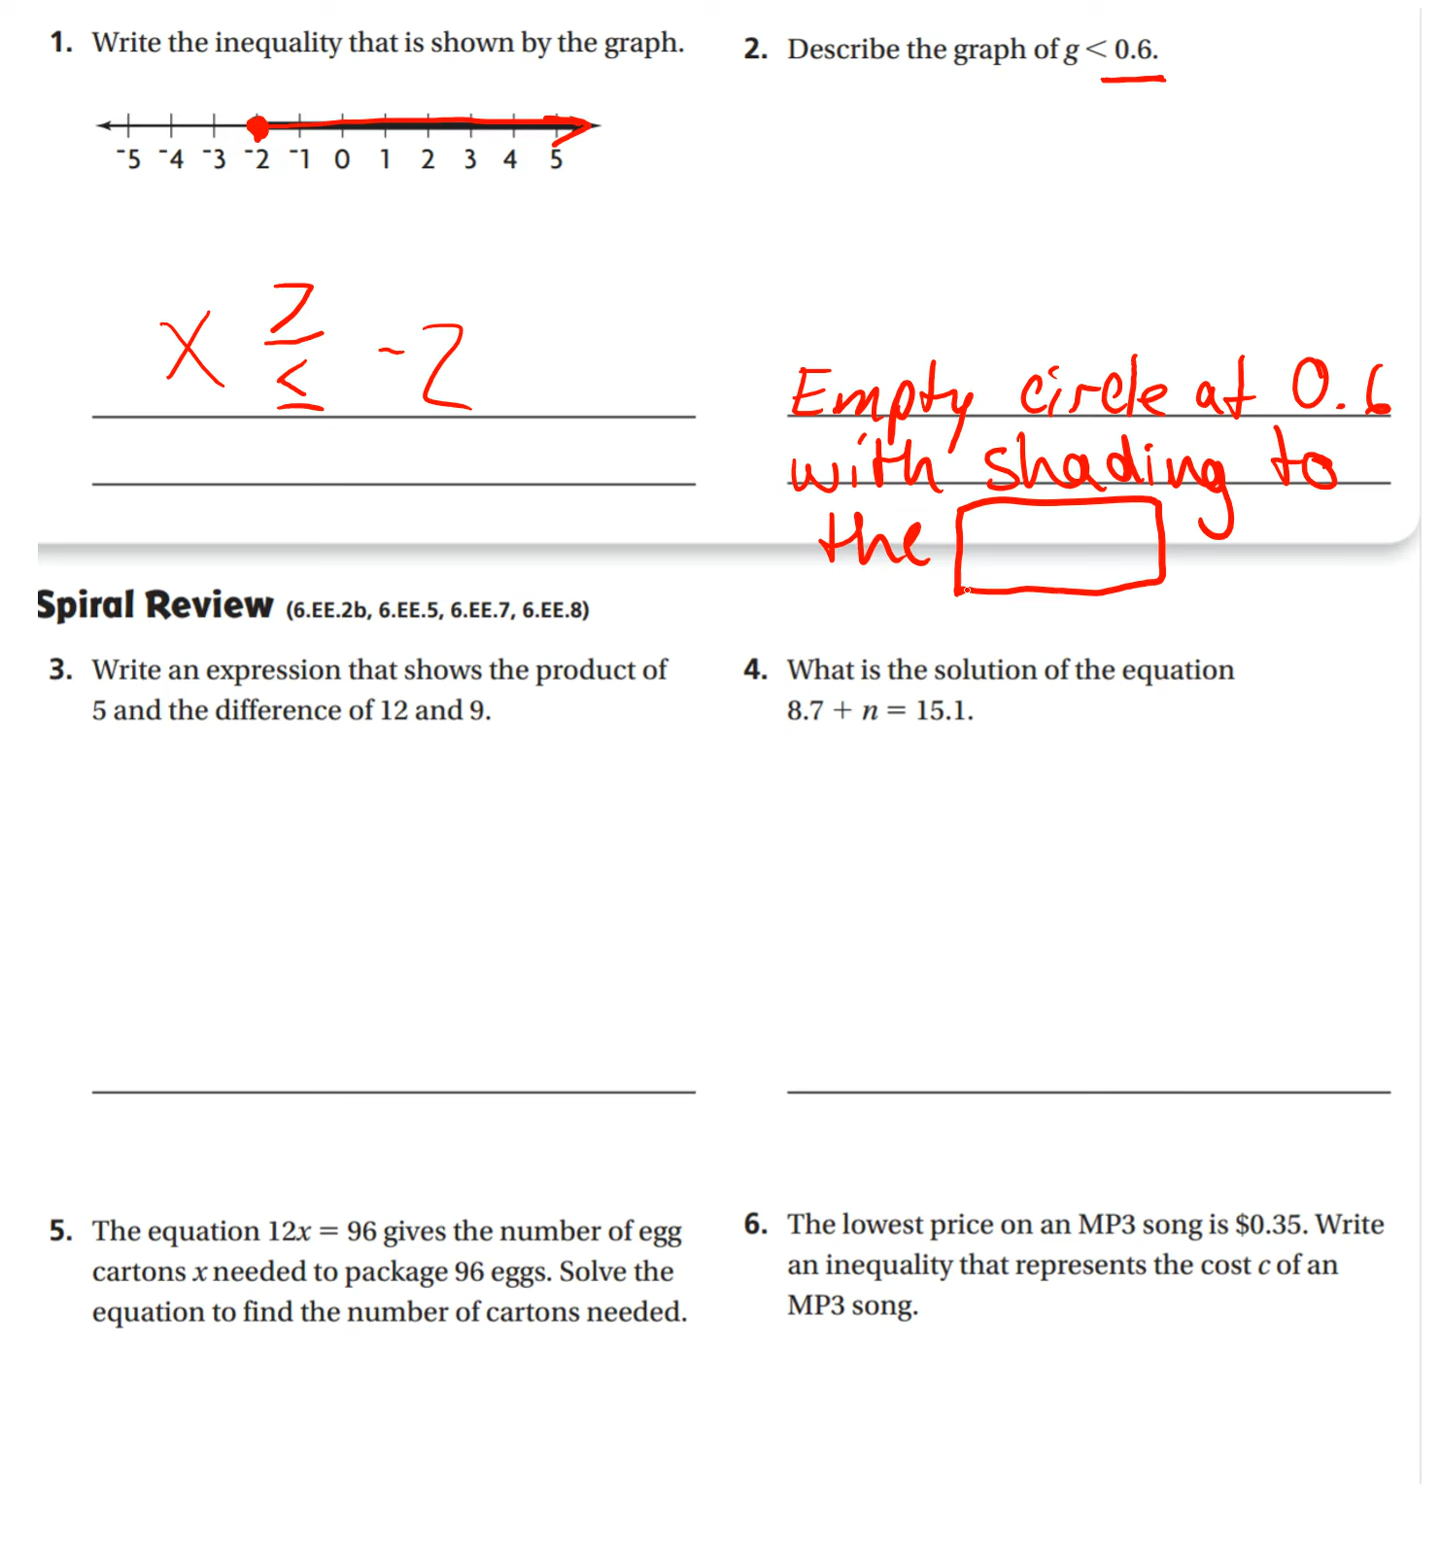 1. Write the inequality that is shown by the graph.
-5 -4 -3 -2 -1 0 1 2 3 4 5
x ≥ ≤ -2
2. Describe the graph of g < 0.6.
Empty circle at 0.6
with shading to
the
Spiral Review (6.EE.2b, 6.EE.5, 6.EE.7, 6.EE.8)
3. Write an expression that shows the product of
5 and the difference of 12 and 9.
4. What is the solution of the equation
8.7 + n = 15.1.
5. The equation 12x = 96 gives the number of egg
cartons x needed to package 96 eggs. Solve the
equation to find the number of cartons needed.
6. The lowest price on an MP3 song is $0.35. Write
an inequality that represents the cost c of an
MP3 song.